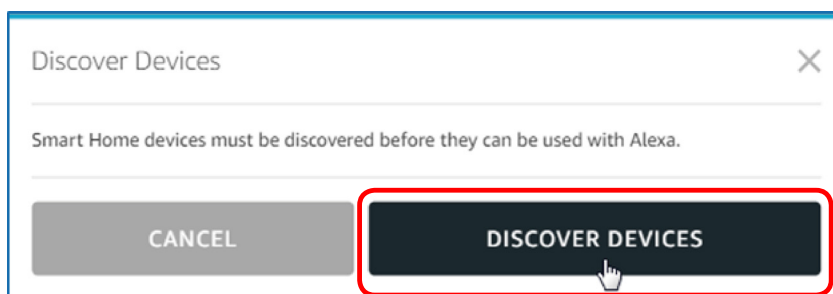 Discover Devices
Smart Home devices must be discovered before they can be used with Alexa.
CANCEL
DISCOVER DEVICES